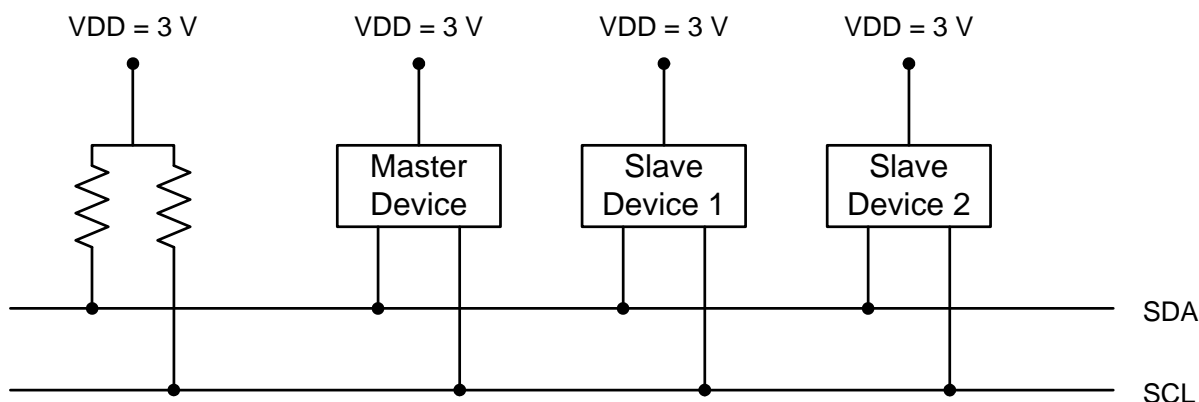 VDD = 3 V
VDD = 3 V
VDD = 3 V
VDD = 3 V
Master
Device
Slave
Device 1
Slave
Device 2
SDA
SCL